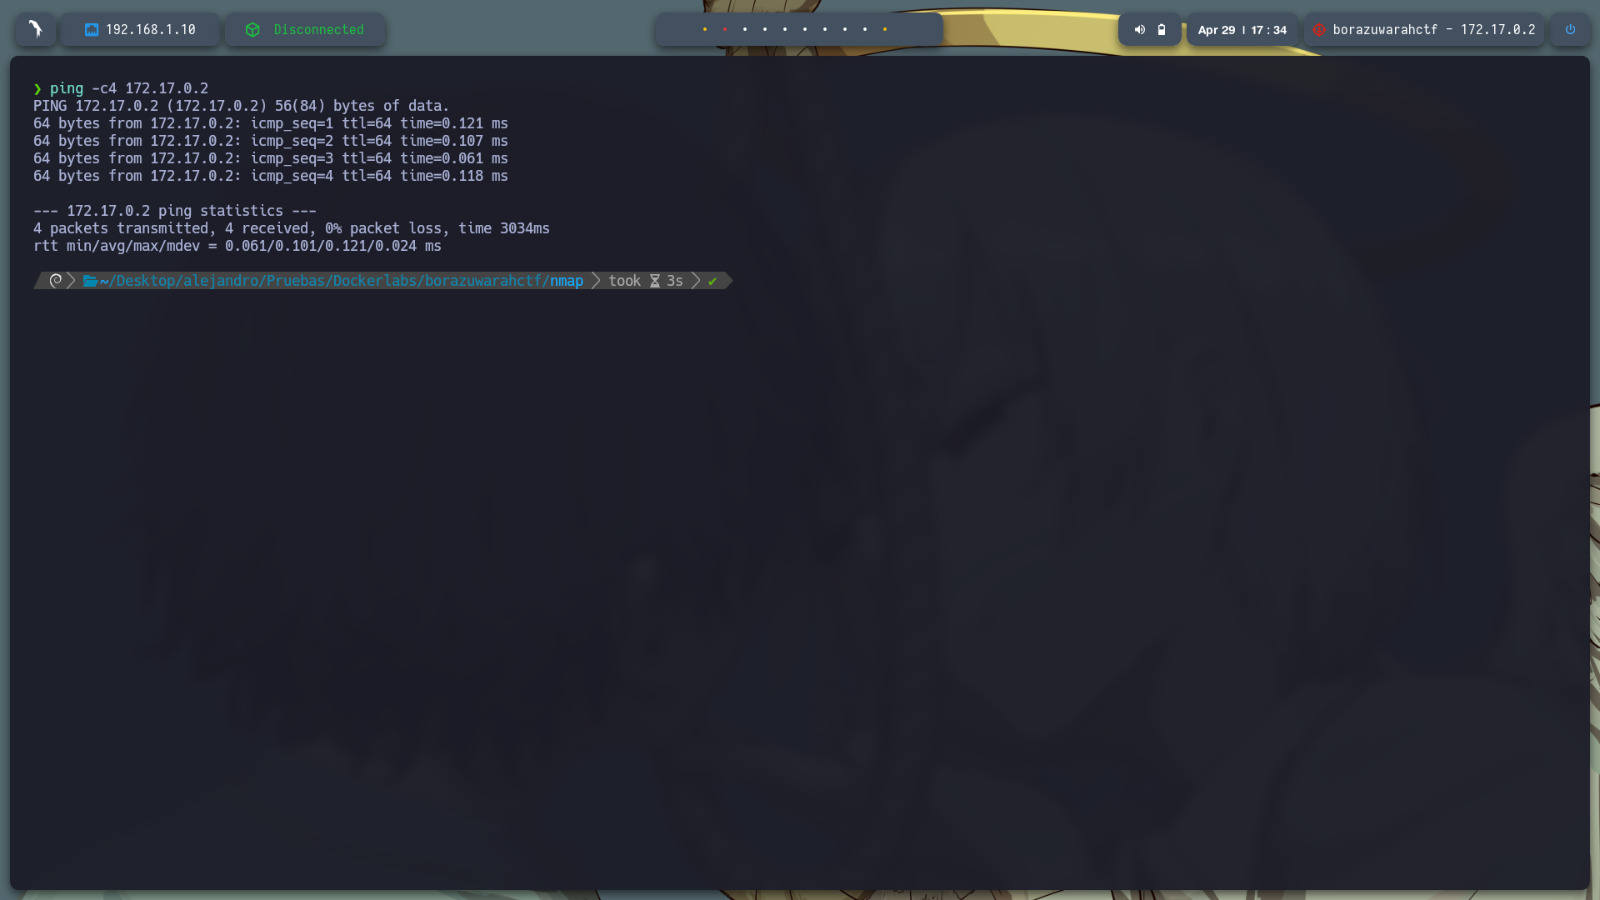 192.168.1.10
Disconnected
Apr 29 | 17 : 34
borazuwarahctf - 172.17.0.2
❯ ping -c4 172.17.0.2
PING 172.17.0.2 (172.17.0.2) 56(84) bytes of data.
64 bytes from 172.17.0.2: icmp_seq=1 ttl=64 time=0.121 ms
64 bytes from 172.17.0.2: icmp_seq=2 ttl=64 time=0.107 ms
64 bytes from 172.17.0.2: icmp_seq=3 ttl=64 time=0.061 ms
64 bytes from 172.17.0.2: icmp_seq=4 ttl=64 time=0.118 ms
--- 172.17.0.2 ping statistics ---
4 packets transmitted, 4 received, 0% packet loss, time 3034ms
rtt min/avg/max/mdev = 0.061/0.101/0.121/0.024 ms
~/Desktop/alejandro/Pruebas/Dockerlabs/borazuwarahctf/nmap took 3s ✔